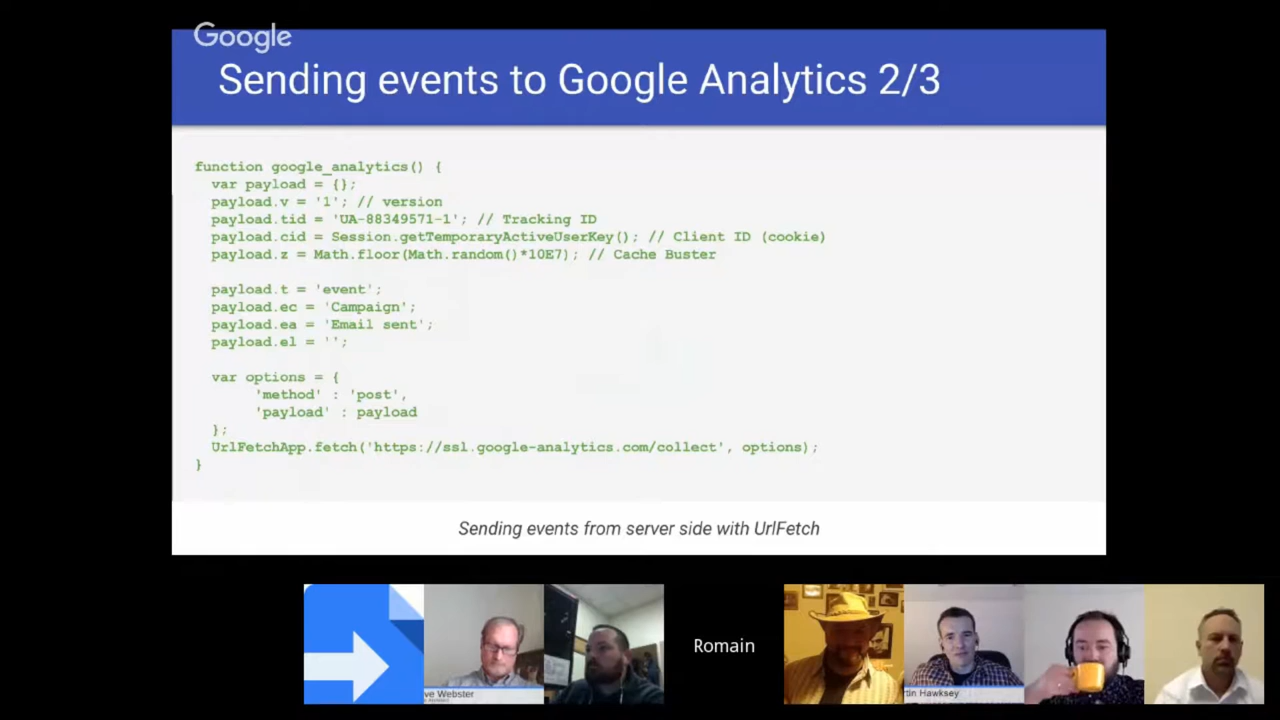 Google
Sending events to Google Analytics 2/3
function google_analytics() {
var payload = {};
payload.v = '1'; // version
payload.tid = 'UA-88349571-1'; // Tracking ID
payload.cid = Session.getTemporaryActiveUserKey(); // Client ID (cookie)
payload.z = Math.floor(Math.random()*10E7); // Cache Buster
payload.t = 'event';
payload.ec = 'Campaign';
payload.ea = 'Email sent';
payload.el = '';
var options = {
'method' : 'post',
'payload' : payload
};
UrlFetchApp.fetch('https://ssl.google-analytics.com/collect', options);
}
Sending events from server side with UrlFetch
Romain
ve Webster
tin Hawksey